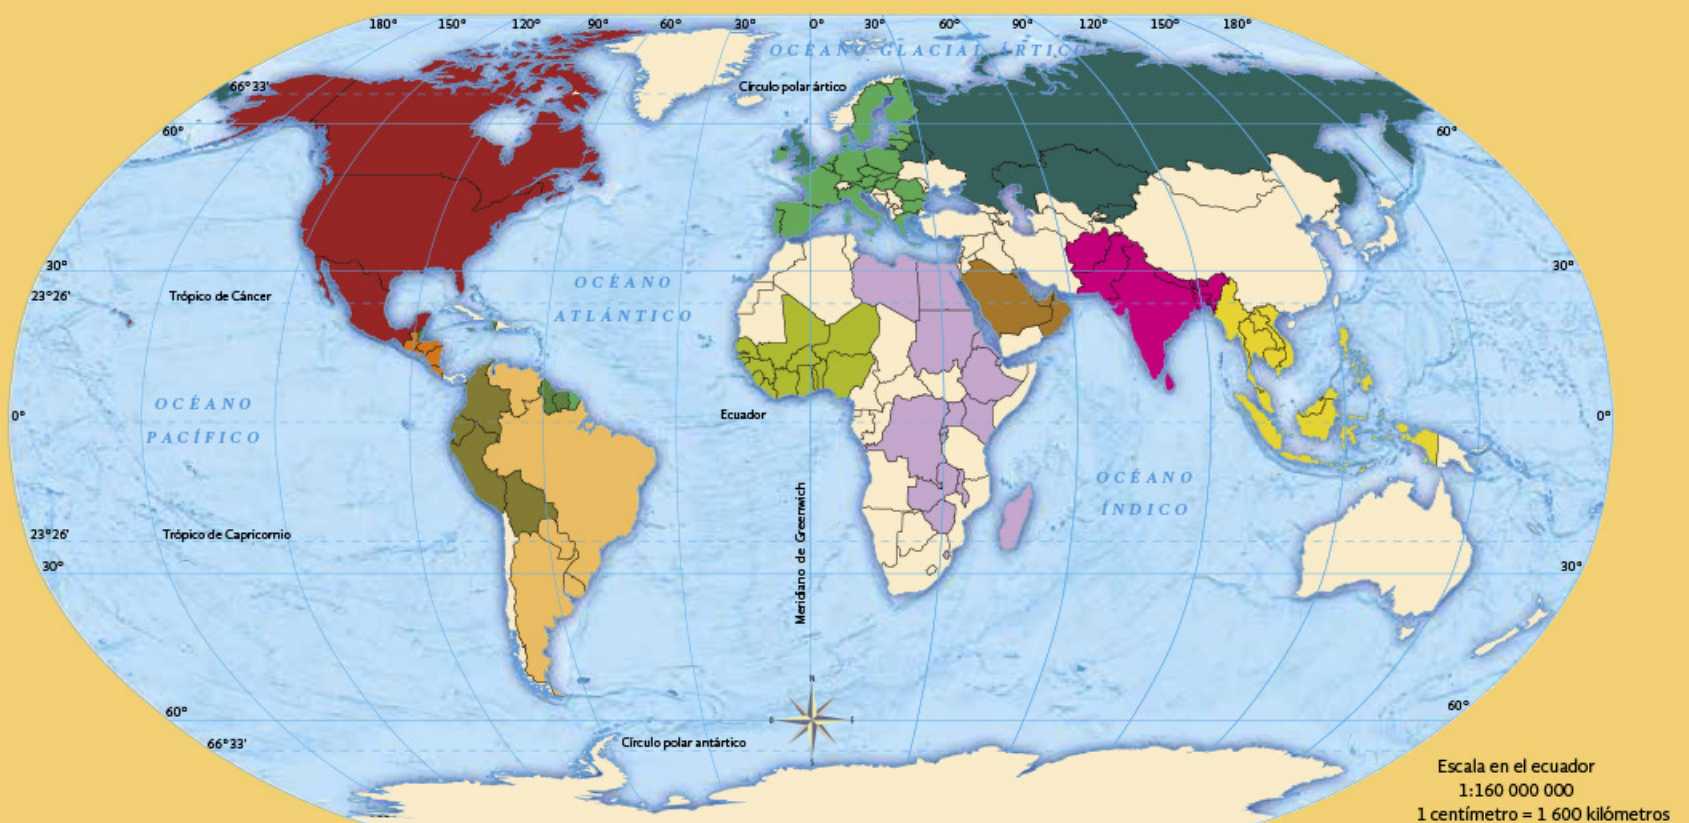 180° 150° 120° 90° 60° 30° 0° 30° 60° 90° 120° 150° 180°
OCÉANO GLACIAL ÁRTICO
66°33'
Círculo polar ártico
60°
60°
30°
30°
23°26'
Trópico de Cáncer
OCÉANO
ATLÁNTICO
OCÉANO
PACÍFICO
0°
Ecuador
0°
OCÉANO
ÍNDICO
Meridiano de Greenwich
23°26'
Trópico de Capricornio
30°
30°
N
O
E
S
60°
60°
66°33'
Círculo polar antártico
Escala en el ecuador
1:160 000 000
1 centímetro = 1 600 kilómetros